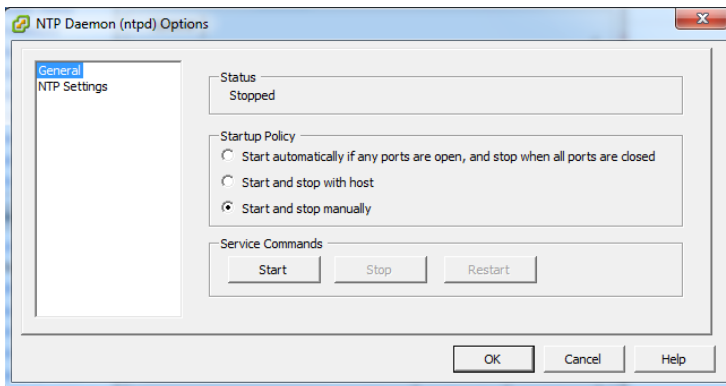 NTP Daemon (ntpd) Options
General
NTP Settings
Status
Stopped
Startup Policy
Start automatically if any ports are open, and stop when all ports are closed
Start and stop with host
Start and stop manually
Service Commands
Start Stop Restart
OK Cancel Help